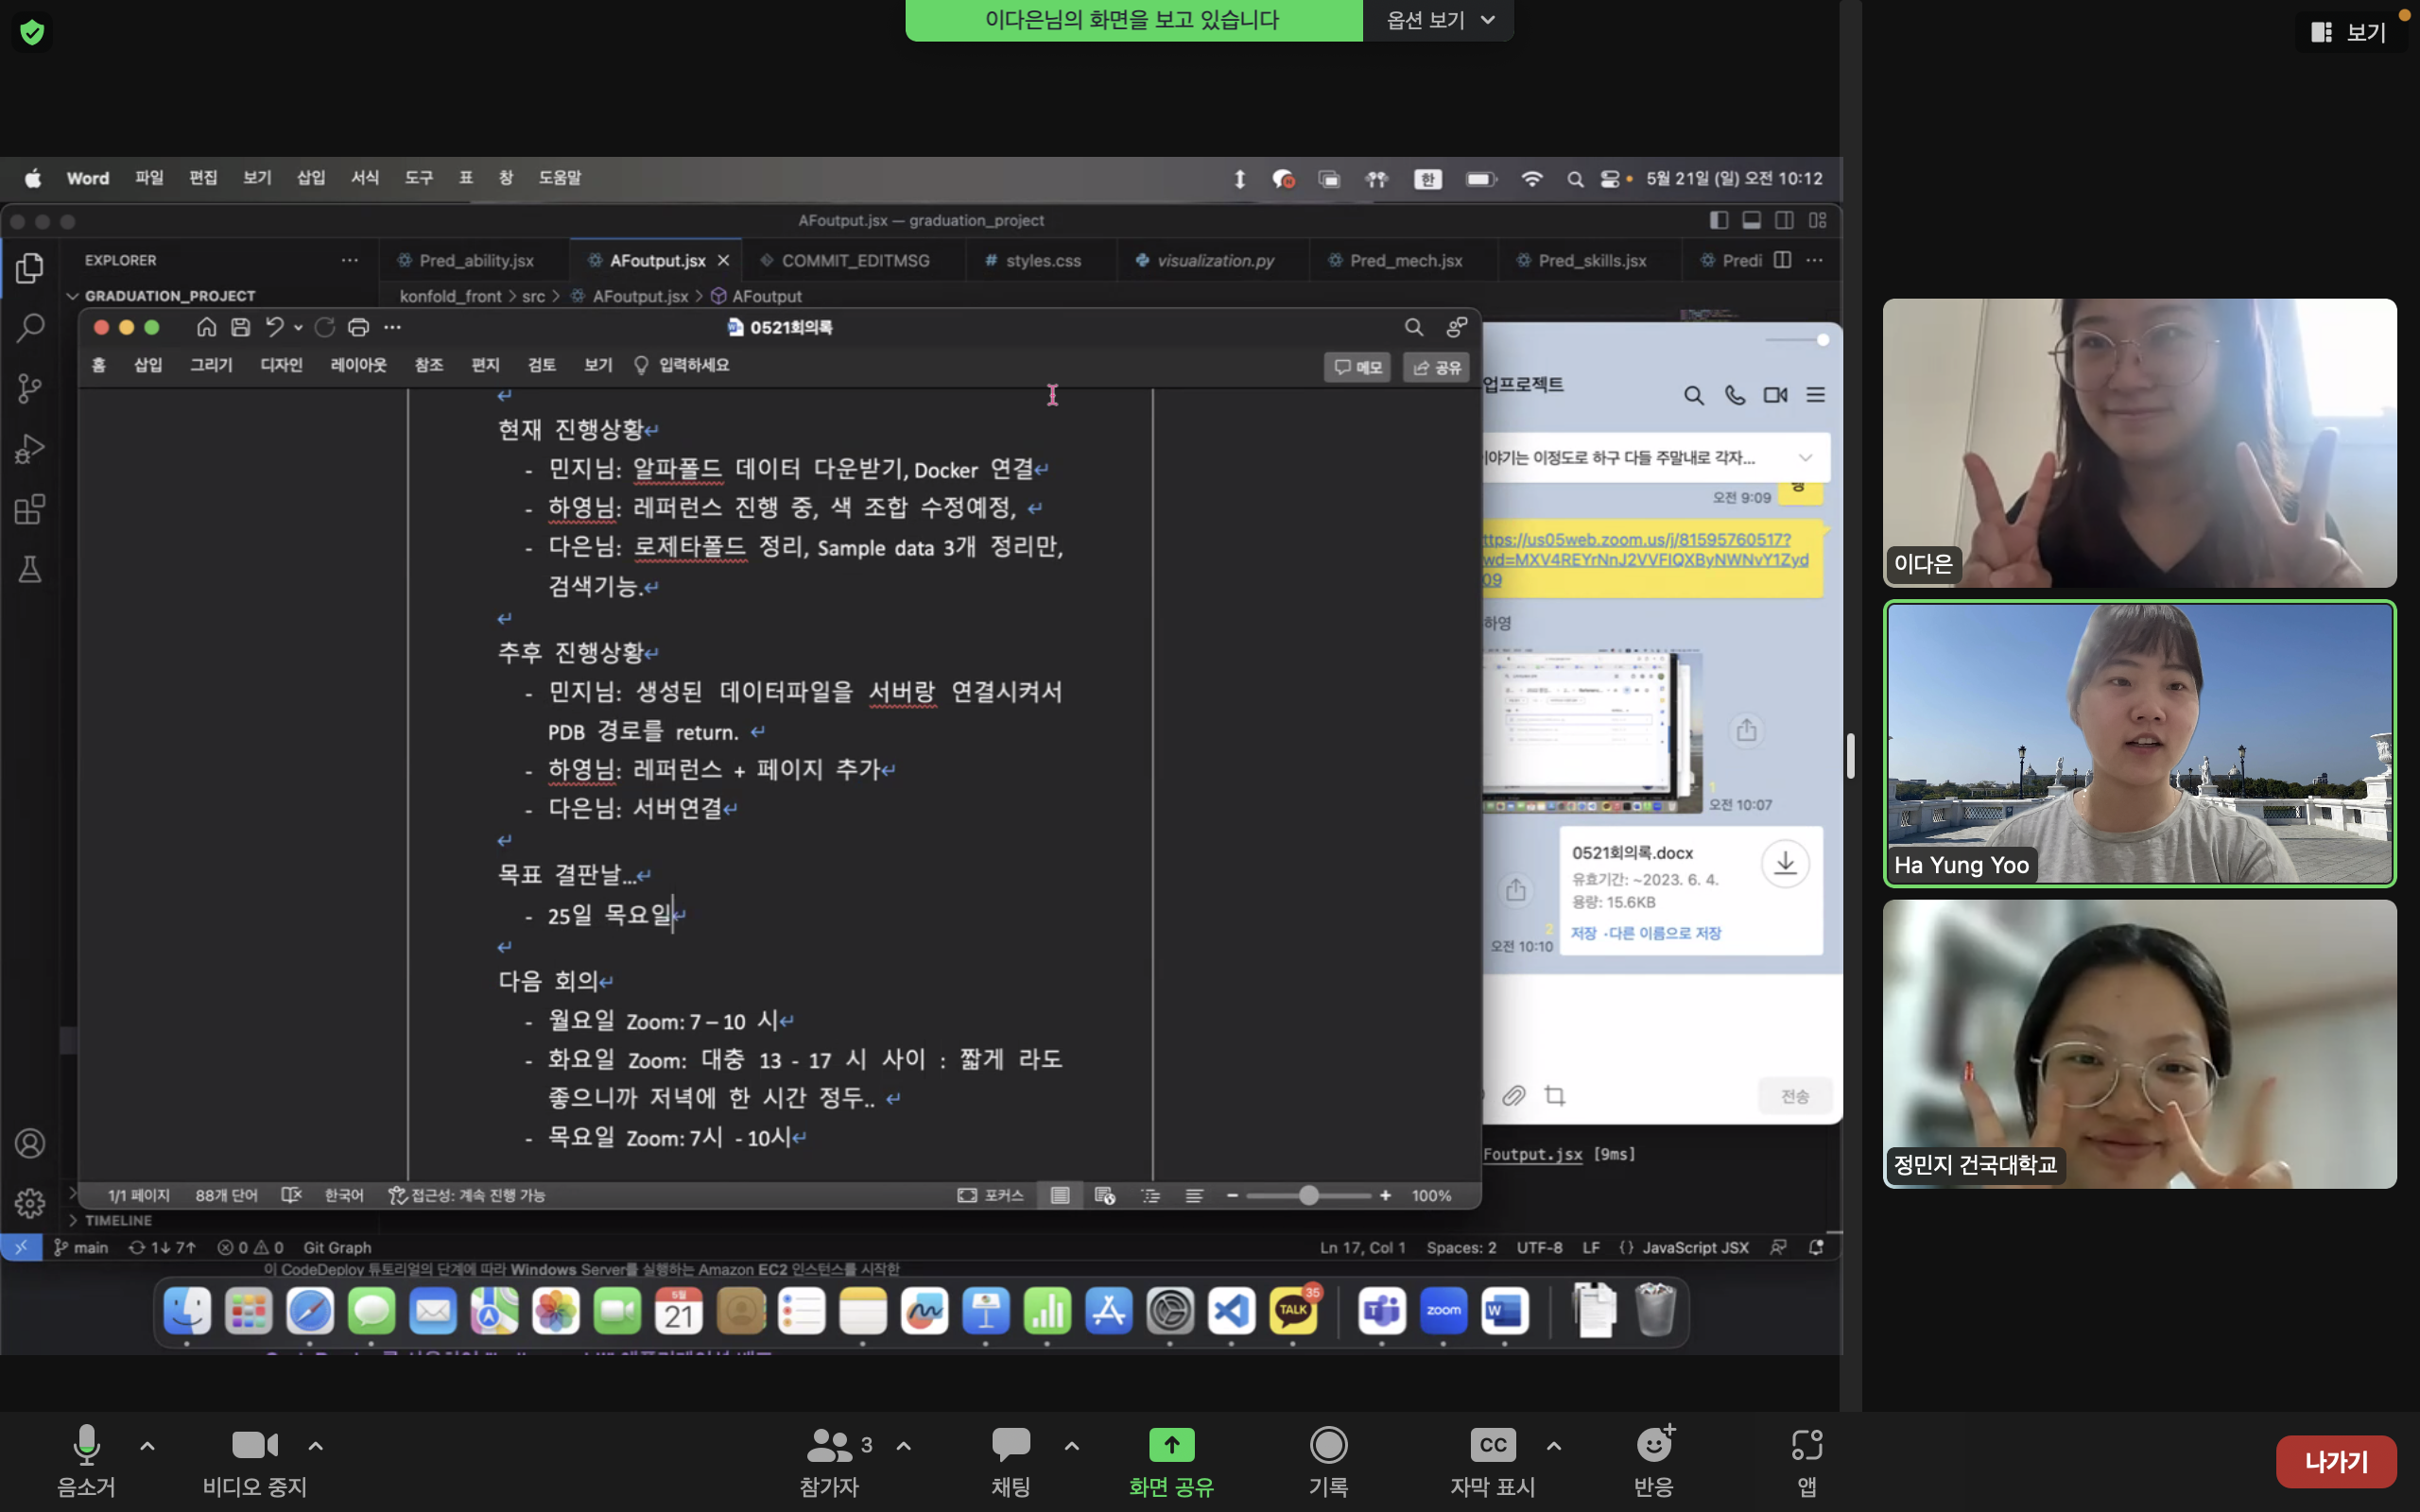 이다은님의 화면을 보고 있습니다
옵션 보기
보기
Word 파일 편집 보기 삽입 서식 도구 표 창 도움말
한
5월 21일 (일) 오전 10:12
AFoutput.jsx — graduation_project
EXPLORER
Pred_ability.jsx
AFoutput.jsx
COMMIT_EDITMSG
# styles.css
visualization.py
Pred_mech.jsx
Pred_skills.jsx
Predi
GRADUATION_PROJECT
konfold_front > src > AFoutput.jsx > AFoutput
0521회의록
홈 삽입 그리기 디자인 레이아웃 참조 편지 검토 보기 입력하세요
메모
공유
현재 진행상황
- 민지님: 알파폴드 데이터 다운받기, Docker 연결
- 하영님: 레퍼런스 진행 중, 색 조합 수정예정,
- 다은님: 로제타폴드 정리, Sample data 3개 정리만,
검색기능.
추후 진행상황
- 민지님: 생성된 데이터파일을 서버랑 연결시켜서
PDB 경로를 return.
- 하영님: 레퍼런스 + 페이지 추가
- 다은님: 서버연결
목표 결판날...
- 25일 목요일
다음 회의
- 월요일 Zoom: 7 – 10 시
- 화요일 Zoom: 대충 13 - 17 시 사이 : 짧게 라도
좋으니까 저녁에 한 시간 정두..
- 목요일 Zoom: 7시 - 10시
1/1 페이지 88개 단어 한국어 접근성: 계속 진행 가능
포커스
100%
업프로젝트
이야기는 이정도로 하구 다들 주말내로 각자...
오전 9:09
ttps://us05web.zoom.us/j/81595760517?
wd=MXV4REYrNnJ2VVFIQXByNWNvY1Zyd
09
하영
1
오전 10:07
0521회의록.docx
유효기간: ~2023. 6. 4.
용량: 15.6KB
저장 · 다른 이름으로 저장
2
오전 10:10
전송
Foutput.jsx [9ms]
TIMELINE
main
1↓ 7↑
0 0
Git Graph
Ln 17, Col 1
Spaces: 2
UTF-8
LF
{} JavaScript JSX
이 CodeDeploy 튜토리얼의 단계에 따라 Windows Server를 실행하는 Amazon EC2 인스턴스를 시작한
5월
21
TALK
35
zoom
W
이다은
Ha Yung Yoo
정민지 건국대학교
음소거
비디오 중지
3
참가자
채팅
화면 공유
기록
CC
자막 표시
반응
앱
나가기